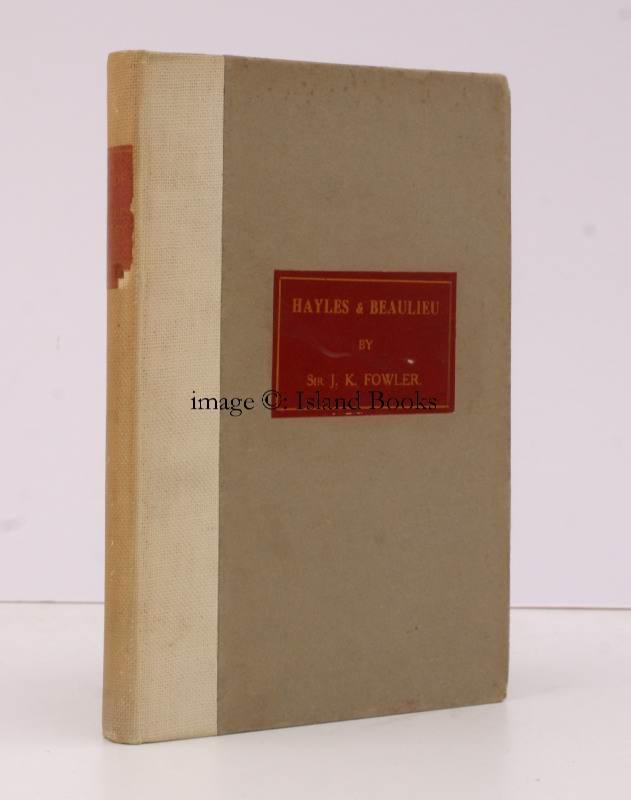 HAYLES & BEAULIEU
BY
SIR J. K. FOWLER.
image ©: Island Books